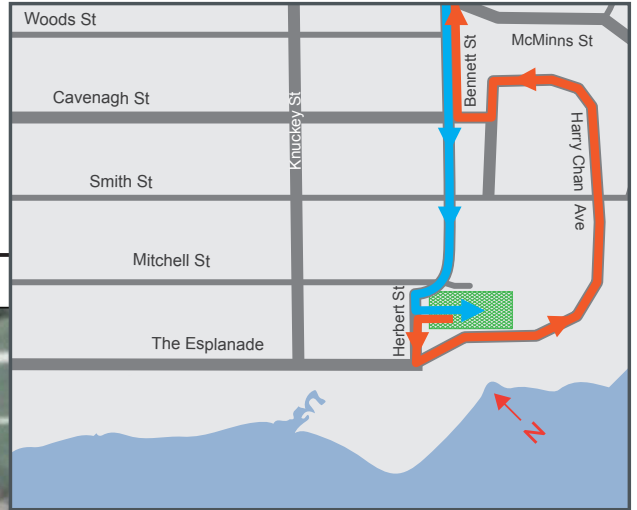 Woods St
McMinns St
Bennett St
Cavenagh St
Knuckey St
Harry Chan Ave
Smith St
Mitchell St
Herbert St
The Esplanade
N